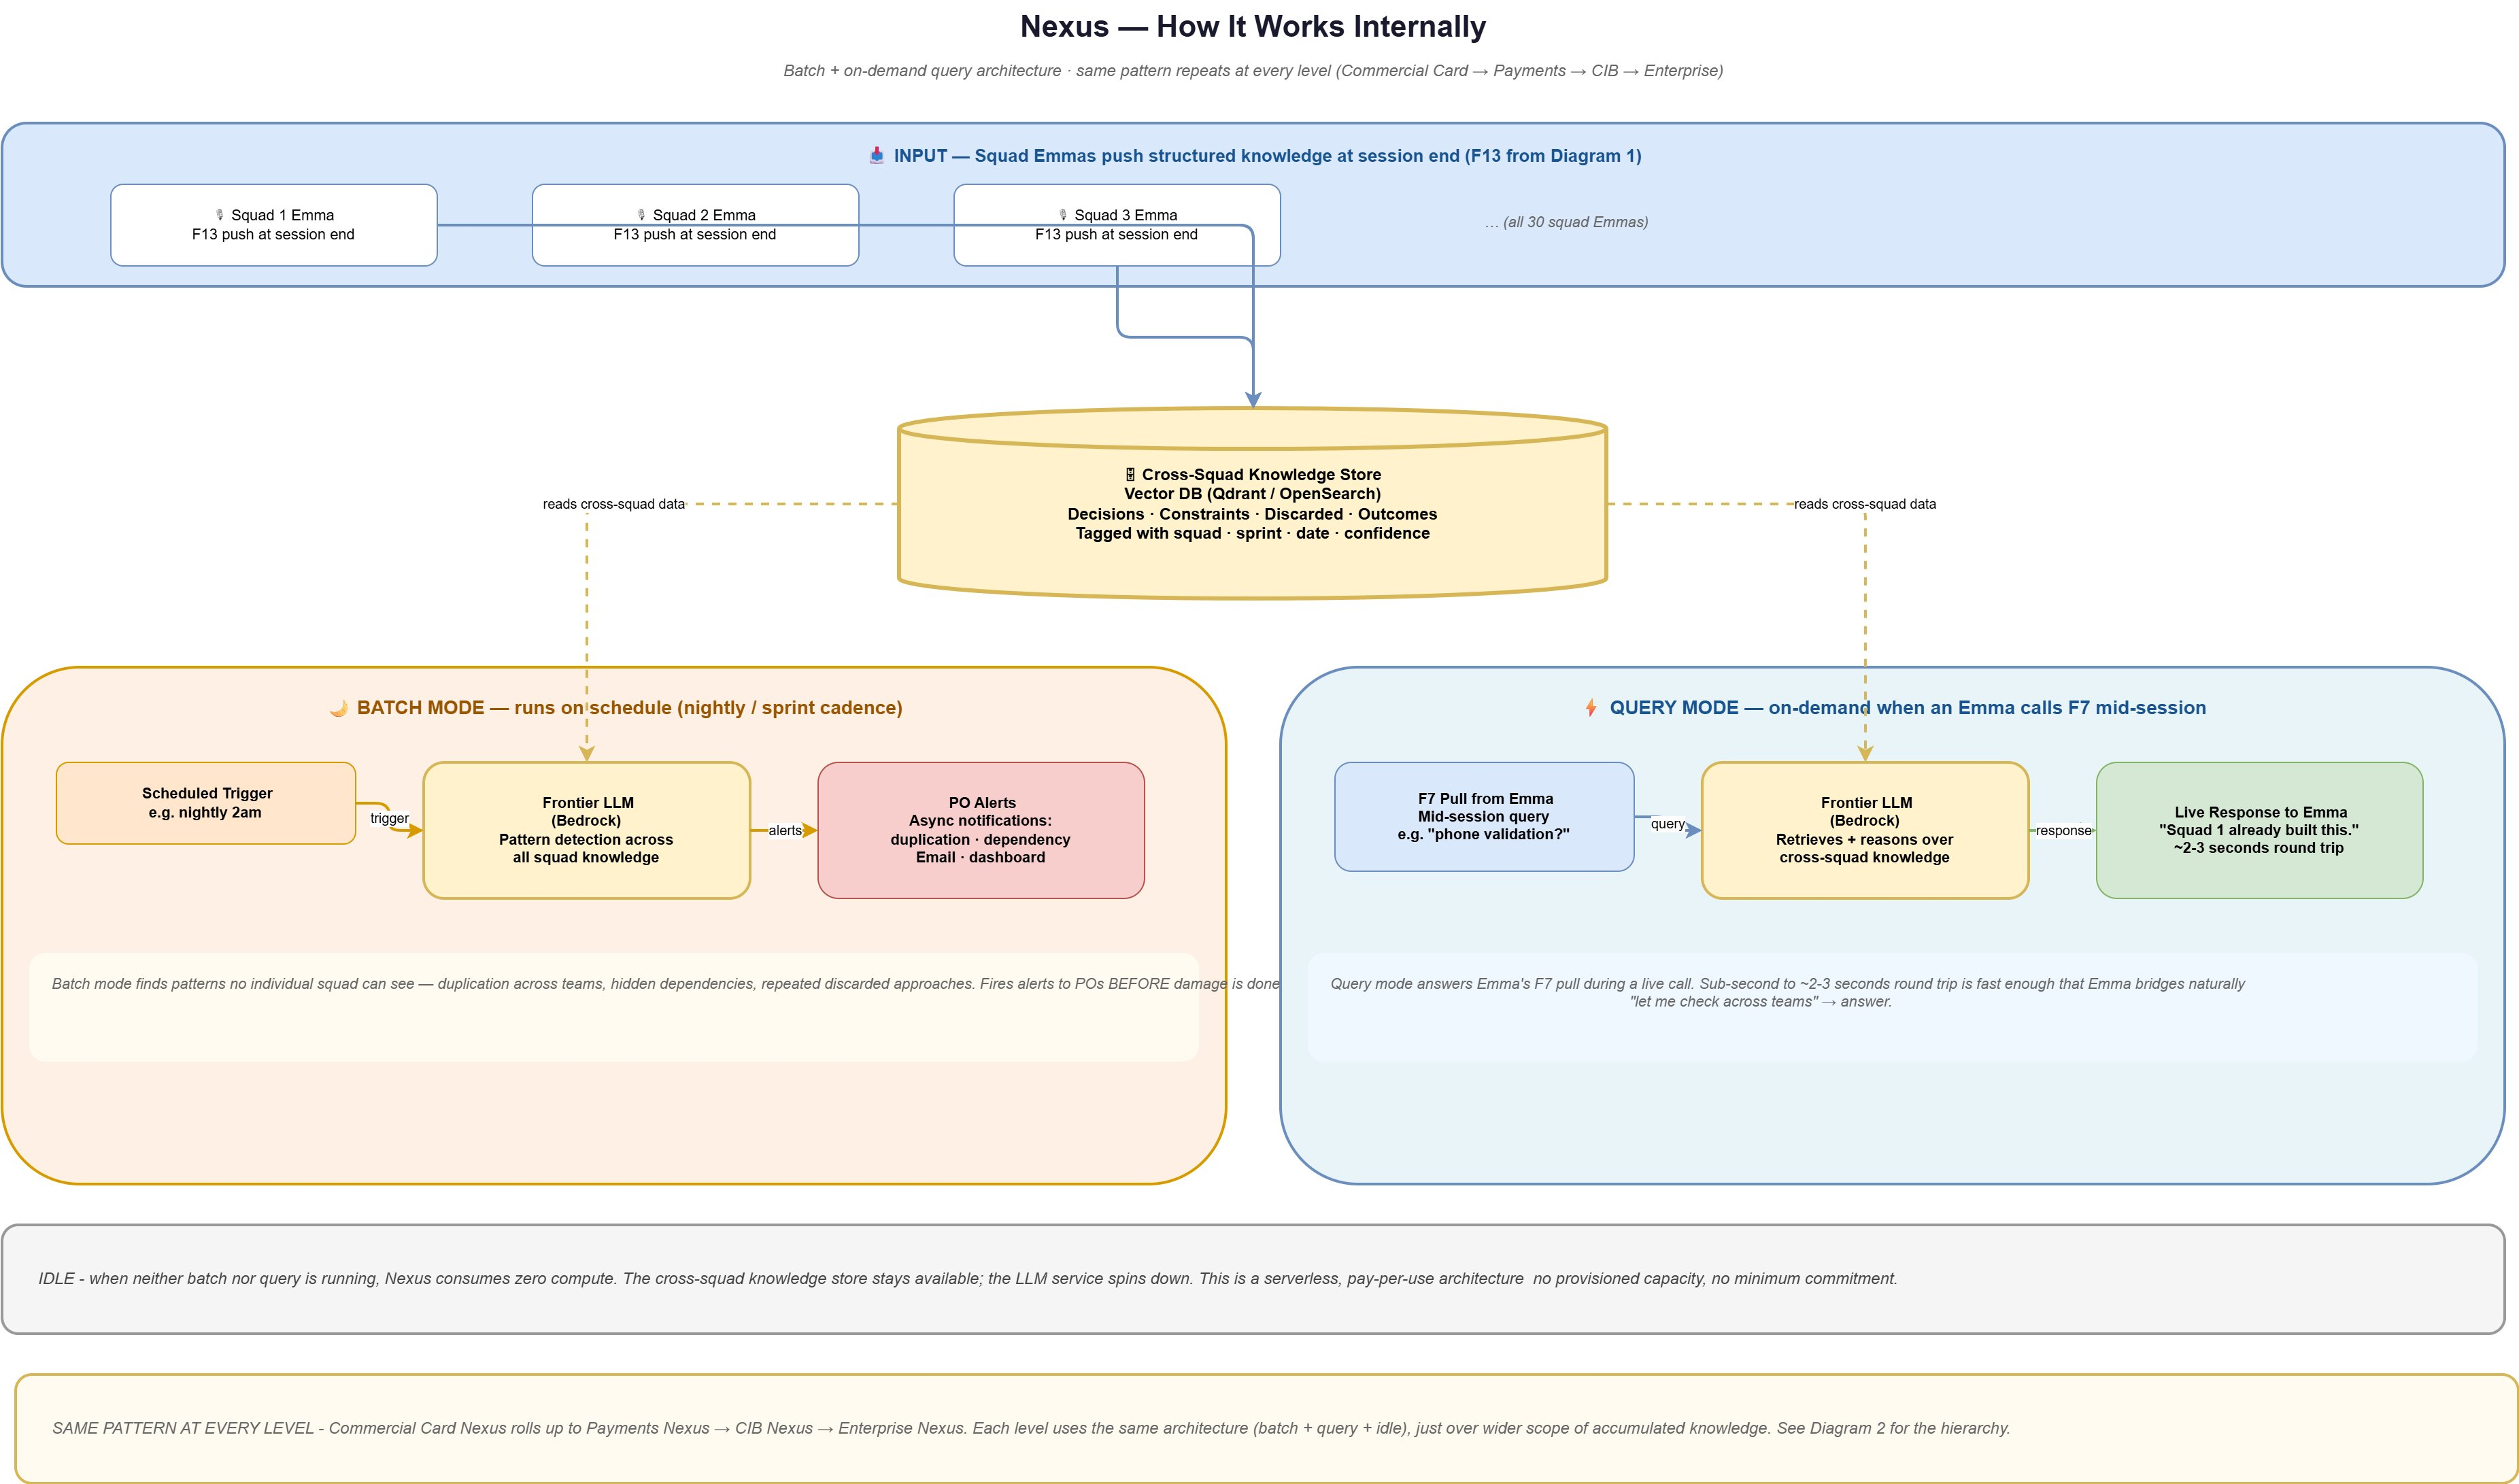 Nexus — How It Works Internally
Batch + on-demand query architecture · same pattern repeats at every level (Commercial Card → Payments → CIB → Enterprise)
INPUT — Squad Emmas push structured knowledge at session end (F13 from Diagram 1)
Squad 1 Emma
F13 push at session end
Squad 2 Emma
F13 push at session end
Squad 3 Emma
F13 push at session end
… (all 30 squad Emmas)
Cross-Squad Knowledge Store
Vector DB (Qdrant / OpenSearch)
Decisions · Constraints · Discarded · Outcomes
Tagged with squad · sprint · date · confidence
reads cross-squad data
reads cross-squad data
BATCH MODE — runs on schedule (nightly / sprint cadence)
Scheduled Trigger
e.g. nightly 2am
trigger
Frontier LLM
(Bedrock)
Pattern detection across
all squad knowledge
alerts
PO Alerts
Async notifications:
duplication · dependency
Email · dashboard
Batch mode finds patterns no individual squad can see — duplication across teams, hidden dependencies, repeated discarded approaches. Fires alerts to POs BEFORE damage is done
QUERY MODE — on-demand when an Emma calls F7 mid-session
F7 Pull from Emma
Mid-session query
e.g. "phone validation?"
query
Frontier LLM
(Bedrock)
Retrieves + reasons over
cross-squad knowledge
response
Live Response to Emma
"Squad 1 already built this."
~2-3 seconds round trip
Query mode answers Emma's F7 pull during a live call. Sub-second to ~2-3 seconds round trip is fast enough that Emma bridges naturally
"let me check across teams" → answer.
IDLE - when neither batch nor query is running, Nexus consumes zero compute. The cross-squad knowledge store stays available; the LLM service spins down. This is a serverless, pay-per-use architecture  no provisioned capacity, no minimum commitment.
SAME PATTERN AT EVERY LEVEL - Commercial Card Nexus rolls up to Payments Nexus → CIB Nexus → Enterprise Nexus. Each level uses the same architecture (batch + query + idle), just over wider scope of accumulated knowledge. See Diagram 2 for the hierarchy.